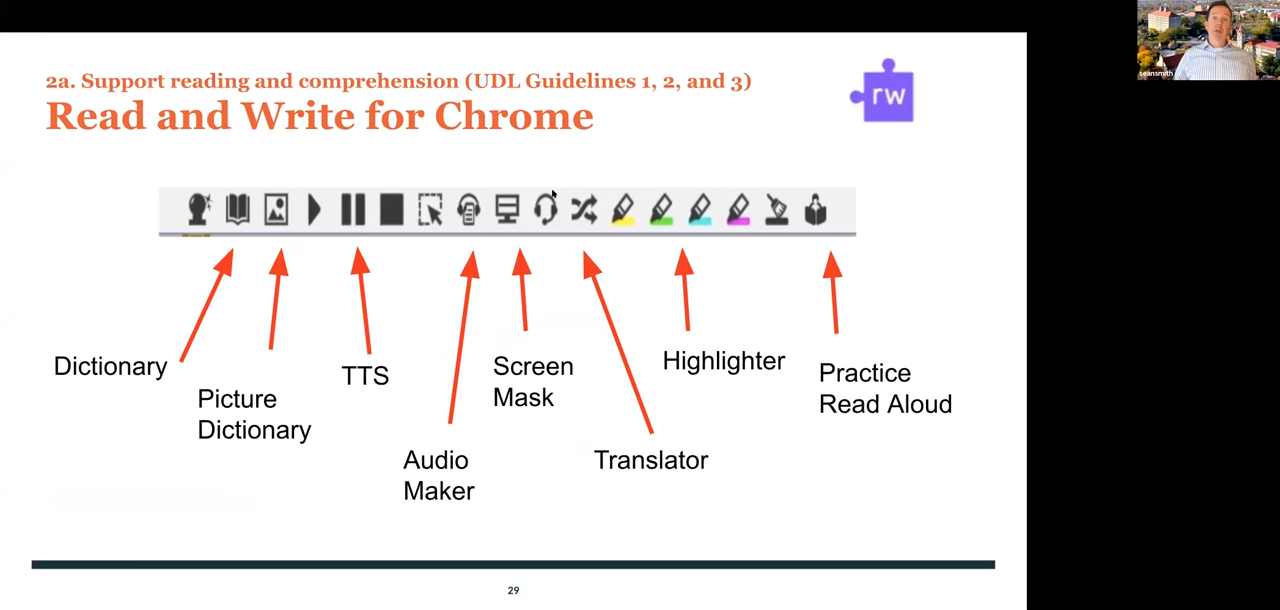 2a. Support reading and comprehension (UDL Guidelines 1, 2, and 3)
Read and Write for Chrome
rw
seansmith
Dictionary
Picture
Dictionary
TTS
Audio
Maker
Screen
Mask
Translator
Highlighter
Practice
Read Aloud
29